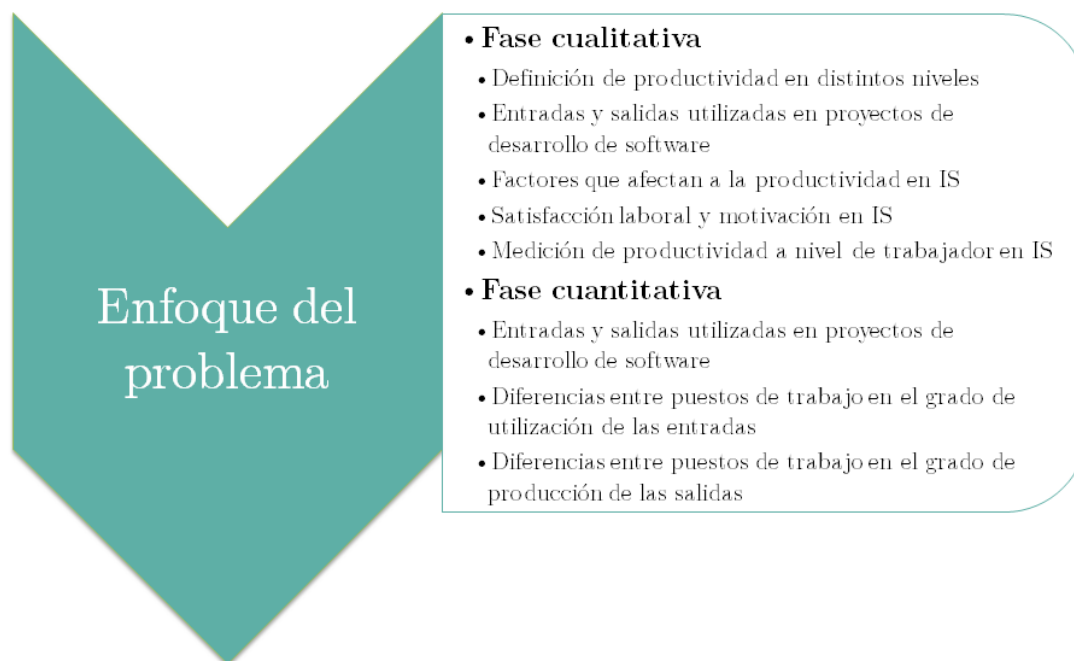 Enfoque del
problema
• Fase cualitativa
• Definición de productividad en distintos niveles
• Entradas y salidas utilizadas en proyectos de
desarrollo de software
• Factores que afectan a la productividad en IS
• Satisfacción laboral y motivación en IS
• Medición de productividad a nivel de trabajador en IS
• Fase cuantitativa
• Entradas y salidas utilizadas en proyectos de
desarrollo de software
• Diferencias entre puestos de trabajo en el grado de
utilización de las entradas
• Diferencias entre puestos de trabajo en el grado de
producción de las salidas